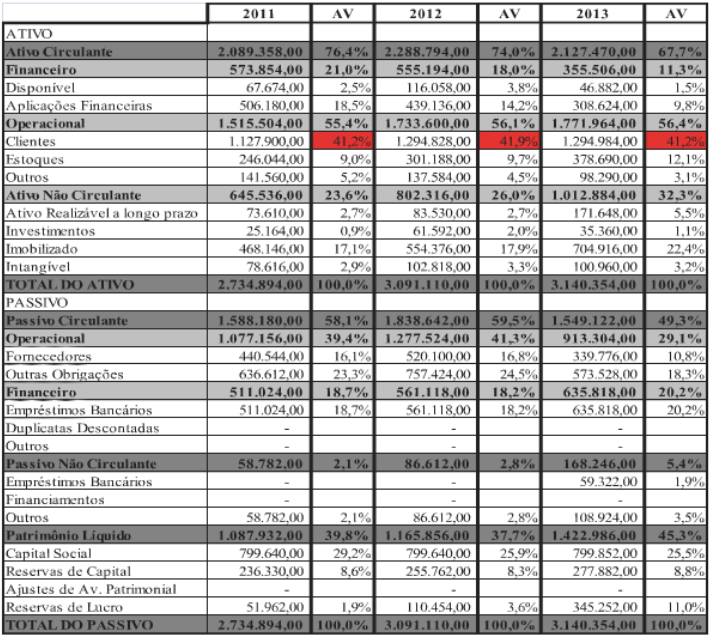 2011 AV 2012 AV 2013 AV
ATIVO
Ativo Circulante 2.089.358,00 76,4% 2.288.794,00 74,0% 2.127.470,00 67,7%
Financeiro 573.854,00 21,0% 555.194,00 18,0% 355.506,00 11,3%
Disponível 67.674,00 2,5% 116.058,00 3,8% 46.882,00 1,5%
Aplicações Financeiras 506.180,00 18,5% 439.136,00 14,2% 308.624,00 9,8%
Operacional 1.515.504,00 55,4% 1.733.600,00 56,1% 1.771.964,00 56,4%
Clientes 1.127.900,00 41,2% 1.294.828,00 41,9% 1.294.984,00 41,2%
Estoques 246.044,00 9,0% 301.188,00 9,7% 378.690,00 12,1%
Outros 141.560,00 5,2% 137.584,00 4,5% 98.290,00 3,1%
Ativo Não Circulante 645.536,00 23,6% 802.316,00 26,0% 1.012.884,00 32,3%
Ativo Realizável a longo prazo 73.610,00 2,7% 83.530,00 2,7% 171.648,00 5,5%
Investimentos 25.164,00 0,9% 61.592,00 2,0% 35.360,00 1,1%
Imobilizado 468.146,00 17,1% 554.376,00 17,9% 704.916,00 22,4%
Intangível 78.616,00 2,9% 102.818,00 3,3% 100.960,00 3,2%
TOTAL DO ATIVO 2.734.894,00 100,0% 3.091.110,00 100,0% 3.140.354,00 100,0%
PASSIVO
Passivo Circulante 1.588.180,00 58,1% 1.838.642,00 59,5% 1.549.122,00 49,3%
Operacional 1.077.156,00 39,4% 1.277.524,00 41,3% 913.304,00 29,1%
Fornecedores 440.544,00 16,1% 520.100,00 16,8% 339.776,00 10,8%
Outras Obrigações 636.612,00 23,3% 757.424,00 24,5% 573.528,00 18,3%
Financeiro 511.024,00 18,7% 561.118,00 18,2% 635.818,00 20,2%
Empréstimos Bancários 511.024,00 18,7% 561.118,00 18,2% 635.818,00 20,2%
Duplicatas Descontadas - - -
Outros - - -
Passivo Não Circulante 58.782,00 2,1% 86.612,00 2,8% 168.246,00 5,4%
Empréstimos Bancários - - 59.322,00 1,9%
Financiamentos - - -
Outros 58.782,00 2,1% 86.612,00 2,8% 108.924,00 3,5%
Patrimônio Líquido 1.087.932,00 39,8% 1.165.856,00 37,7% 1.422.986,00 45,3%
Capital Social 799.640,00 29,2% 799.640,00 25,9% 799.852,00 25,5%
Reservas de Capital 236.330,00 8,6% 255.762,00 8,3% 277.882,00 8,8%
Ajustes de Av. Patrimonial - - -
Reservas de Lucro 51.962,00 1,9% 110.454,00 3,6% 345.252,00 11,0%
TOTAL DO PASSIVO 2.734.894,00 100,0% 3.091.110,00 100,0% 3.140.354,00 100,0%